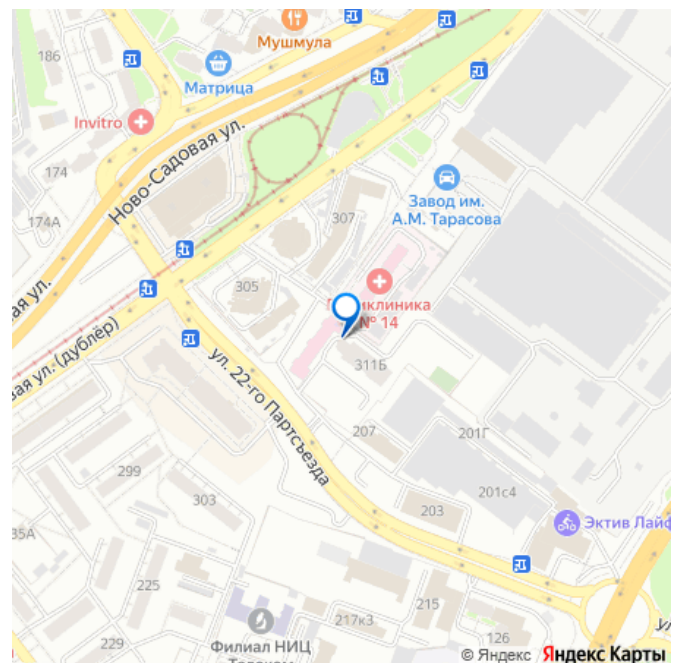 186
Мушмула
Матрица
Invitro
174
174А
Ново-Садовая ул.
307
Завод им.
А.М. Тарасова
305
№ 14
311Б
ая ул.
вая ул. (дублёр)
ул. 22-го Партсъезда
207
201Г
299
303
201с4
203
Эктив Лайф
35А
225
217к3
215
229
126
Филиал НИЦ
© Яндекс Яндекс Карты